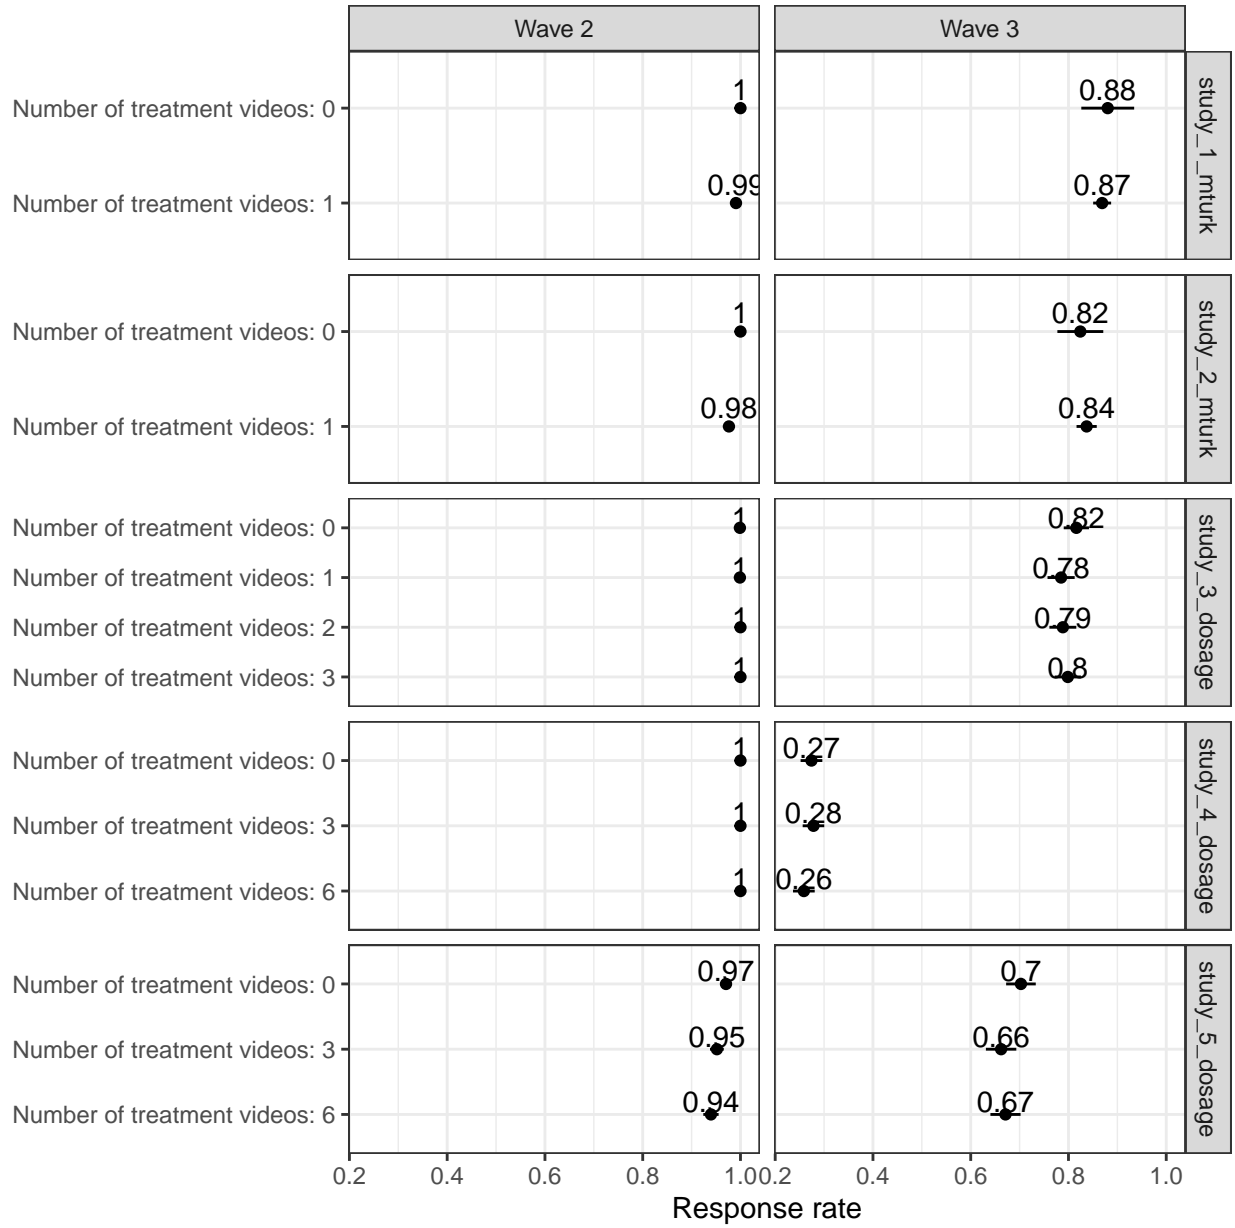 Wave 2 Wave 3
Number of treatment videos: 0 1 0.88
Number of treatment videos: 1 0.99 0.87
study_1_mturk
Number of treatment videos: 0 1 0.82
Number of treatment videos: 1 0.98 0.84
study_2_mturk
Number of treatment videos: 0 1 0.82
Number of treatment videos: 1 1 0.78
Number of treatment videos: 2 1 0.79
Number of treatment videos: 3 1 0.8
study_3_dosage
Number of treatment videos: 0 1 0.27
Number of treatment videos: 3 1 0.28
Number of treatment videos: 6 1 0.26
study_4_dosage
Number of treatment videos: 0 0.97 0.7
Number of treatment videos: 3 0.95 0.66
Number of treatment videos: 6 0.94 0.67
study_5_dosage
0.2 0.4 0.6 0.8 1.0 0.2 0.4 0.6 0.8 1.0
Response rate